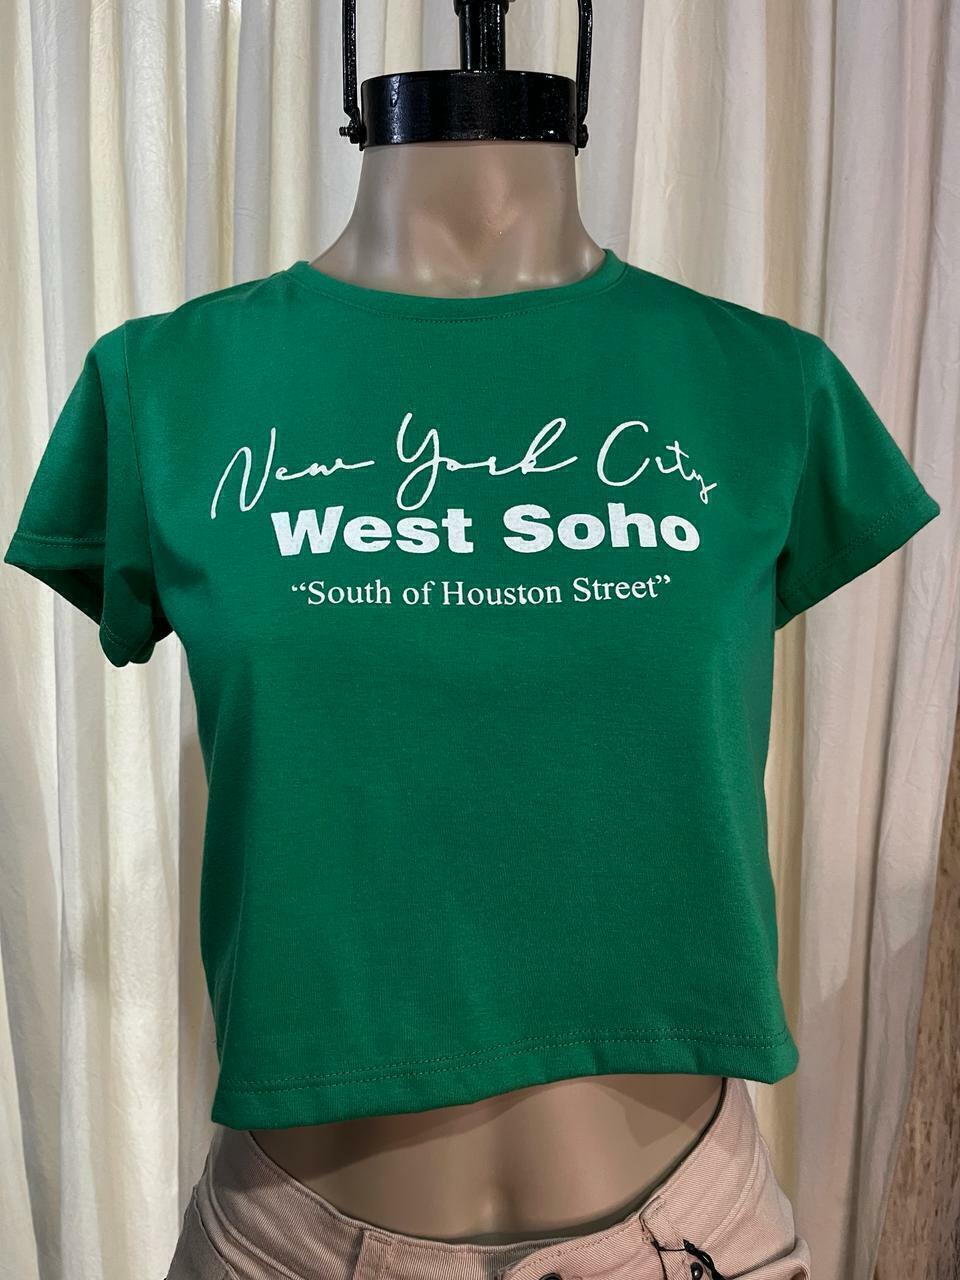 New York City
West Soho
“South of Houston Street”